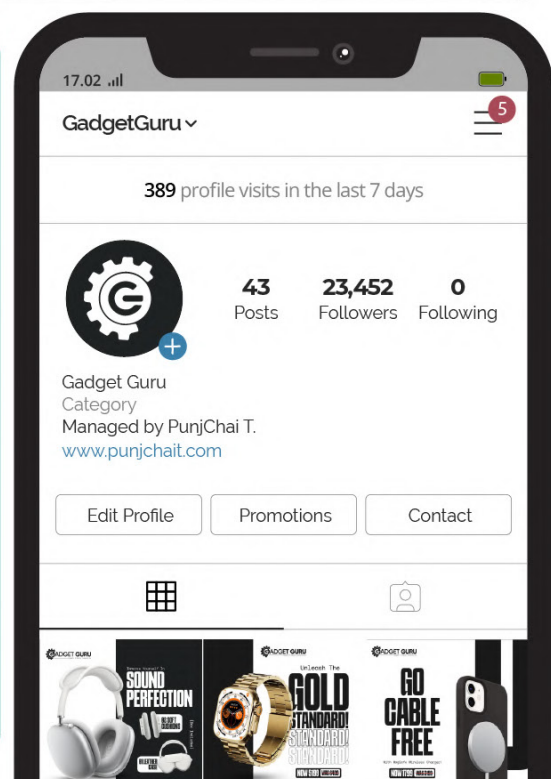 17.02
GadgetGuru
5
389 profile visits in the last 7 days
43
Posts
23,452
Followers
0
Following
Gadget Guru
Category
Managed by PunjChai T.
www.punjchait.com
Edit Profile
Promotions
Contact
GADGET GURU
SOUND
PERFECTION
GADGET GURU
Unleash The
GOLD
STANDARD!
STANDARD!
STANDARD!
GADGET GURU
GO
CABLE
FREE